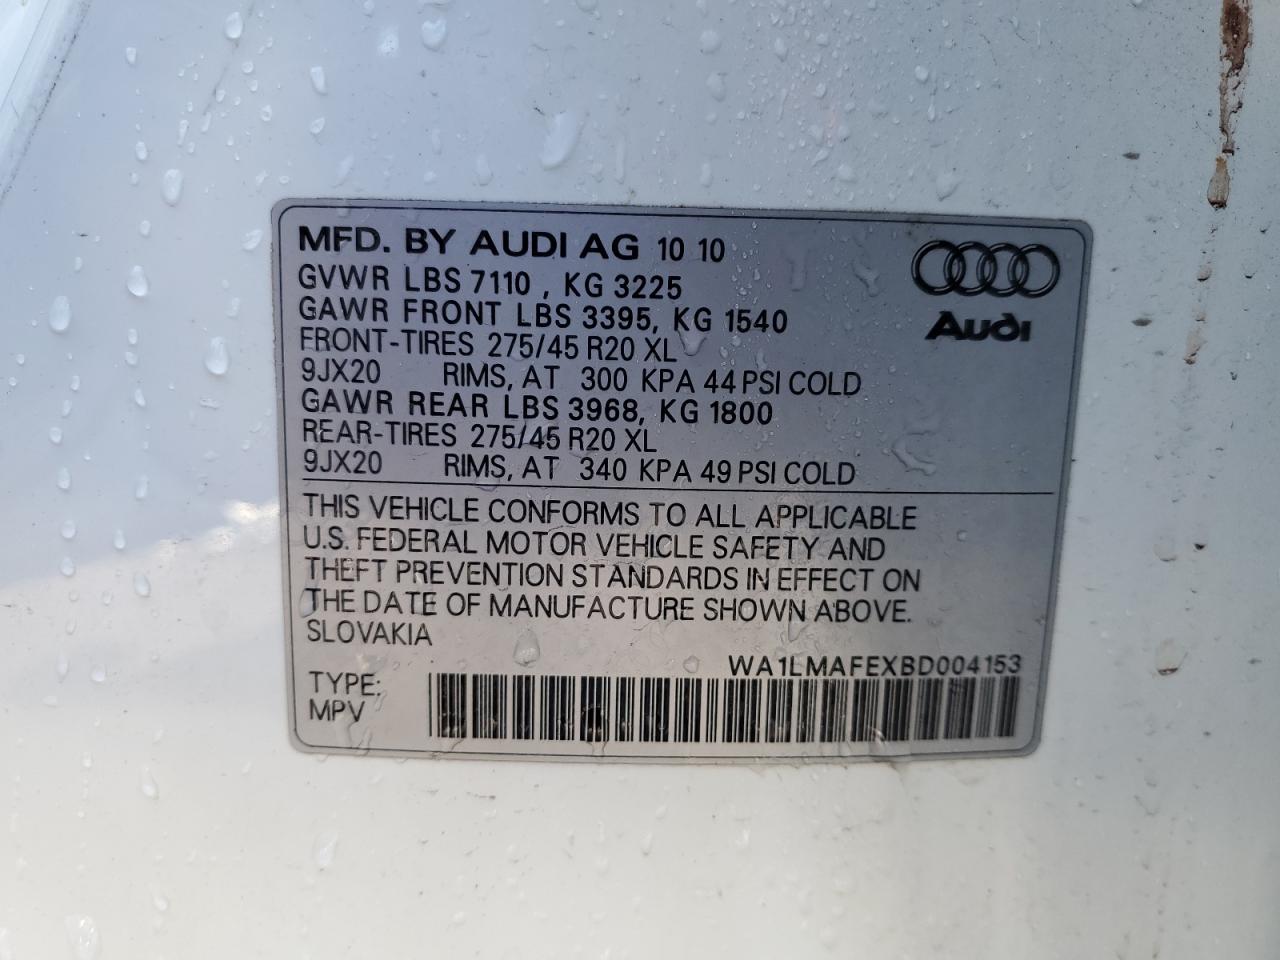 MFD. BY AUDI AG 10 10
GVWR LBS 7110 , KG 3225
GAWR FRONT LBS 3395, KG 1540
FRONT-TIRES 275/45 R20 XL
9JX20 RIMS, AT 300 KPA 44 PSI COLD
GAWR REAR LBS 3968, KG 1800
REAR-TIRES 275/45 R20 XL
9JX20 RIMS, AT 340 KPA 49 PSI COLD
Audi
THIS VEHICLE CONFORMS TO ALL APPLICABLE
U.S. FEDERAL MOTOR VEHICLE SAFETY AND
THEFT PREVENTION STANDARDS IN EFFECT ON
THE DATE OF MANUFACTURE SHOWN ABOVE.
SLOVAKIA
WA1LMAFEXBD004153
TYPE:
MPV